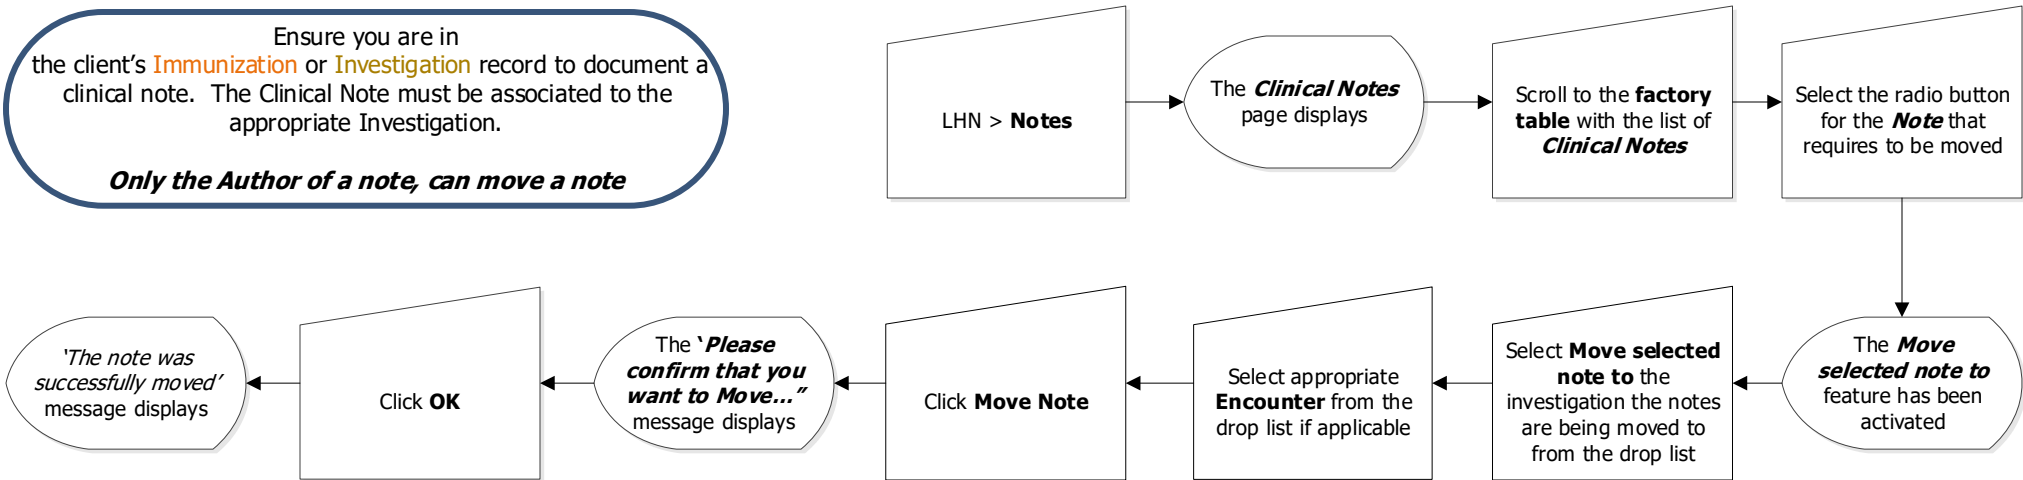 Ensure you are in
the client's Immunization or Investigation record to document a
clinical note. The Clinical Note must be associated to the
appropriate Investigation.
Only the Author of a note, can move a note
LHN > Notes
The Clinical Notes
page displays
Scroll to the factory
table with the list of
Clinical Notes
Select the radio button
for the Note that
requires to be moved
The Move
selected note to
feature has been
activated
Select Move selected
note to the
investigation the notes
are being moved to
from the drop list
Select appropriate
Encounter from the
drop list if applicable
Click Move Note
The ‘Please
confirm that you
want to Move…”
message displays
Click OK
‘The note was
successfully moved’
message displays